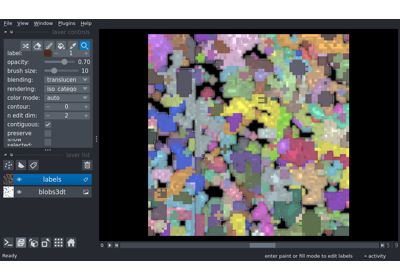 File View Window Plugins Help
layer controls
label: 1
opacity: 0.70
brush size: 10
blending: translucen
rendering: iso_catego
color mode: auto
contour: 0
n edit dim: 2
contiguous:
preserve
selected:
layer list
labels
blobs3dt
Ready
enter paint or fill mode to edit labels
activity